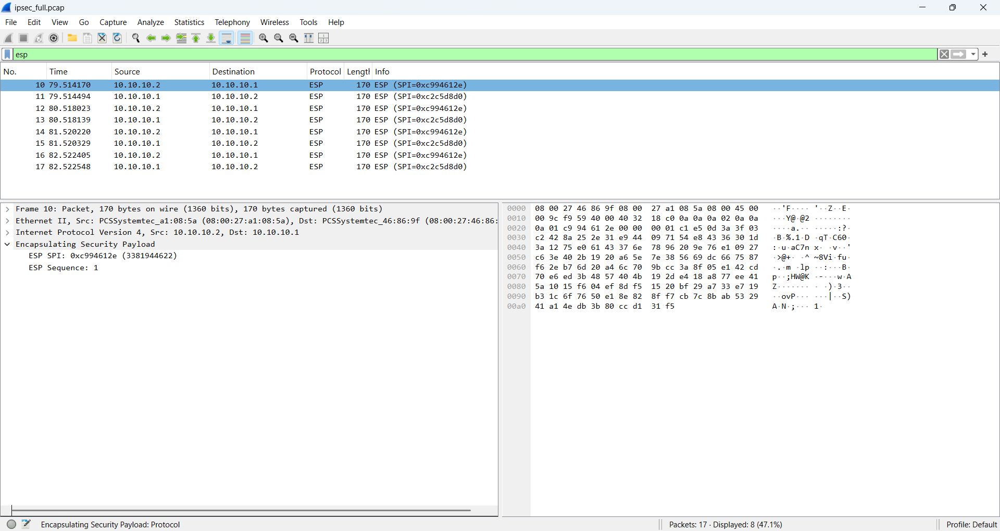 ipsec_full.pcap
File Edit View Go Capture Analyze Statistics Telephony Wireless Tools Help
esp
No. Time Source Destination Protocol Lengtl Info
10 79.514170 10.10.10.2 10.10.10.1 ESP 170 ESP (SPI=0xc994612e)
11 79.514494 10.10.10.1 10.10.10.2 ESP 170 ESP (SPI=0xc2c5d8d0)
12 80.518023 10.10.10.2 10.10.10.1 ESP 170 ESP (SPI=0xc994612e)
13 80.518139 10.10.10.1 10.10.10.2 ESP 170 ESP (SPI=0xc2c5d8d0)
14 81.520220 10.10.10.2 10.10.10.1 ESP 170 ESP (SPI=0xc994612e)
15 81.520329 10.10.10.1 10.10.10.2 ESP 170 ESP (SPI=0xc2c5d8d0)
16 82.522405 10.10.10.2 10.10.10.1 ESP 170 ESP (SPI=0xc994612e)
17 82.522548 10.10.10.1 10.10.10.2 ESP 170 ESP (SPI=0xc2c5d8d0)
Frame 10: Packet, 170 bytes on wire (1360 bits), 170 bytes captured (1360 bits)
Ethernet II, Src: PCSSystemtec_a1:08:5a (08:00:27:a1:08:5a), Dst: PCSSystemtec_46:86:9f (08:00:27:46:86:
Internet Protocol Version 4, Src: 10.10.10.2, Dst: 10.10.10.1
Encapsulating Security Payload
ESP SPI: 0xc994612e (3381944622)
ESP Sequence: 1
0000 08 00 27 46 86 9f 08 00 27 a1 08 5a 08 00 45 00 ··'F···· '··Z··E·
0010 00 9c f9 59 40 00 40 32 18 c0 0a 0a 0a 02 0a 0a ···Y@·@2 ········
0020 0a 01 c9 94 61 2e 00 00 00 01 c1 e5 0d 3a 3f 03 ····a.·· ·····:?·
0030 c2 42 8a 25 2e 31 e9 44 09 71 54 e8 43 36 30 1d ·B·%.1·D ·qT·C60·
0040 3a 12 75 e0 61 43 37 6e 78 96 20 9e 76 e1 09 27 :·u·aC7n x· ·v··'
0050 c6 3e 40 2b 19 20 a6 5e 7e 38 56 69 dc 66 75 87 ·>@+· ·^ ~8Vi·fu·
0060 f6 2e b7 6d 20 a4 6c 70 9b cc 3a 8f 05 e1 42 cd ·.·m ·lp ··:···B·
0070 70 e6 ed 3b 48 57 40 4b 19 2d e4 18 a8 77 ee 41 p··;HW@K ·-···w·A
0080 5a 10 15 f6 04 ef 8d f5 15 20 bf 29 a7 33 e7 19 Z······· · ·)·3··
0090 b3 1c 6f 76 50 e1 8e 82 8f f7 cb 7c 8b ab 53 29 ··ovP··· ···|··S)
00a0 41 a1 4e db 3b 80 cc d1 31 f5 A·N·;··· 1·
Encapsulating Security Payload: Protocol
Packets: 17 · Displayed: 8 (47.1%)
Profile: Default